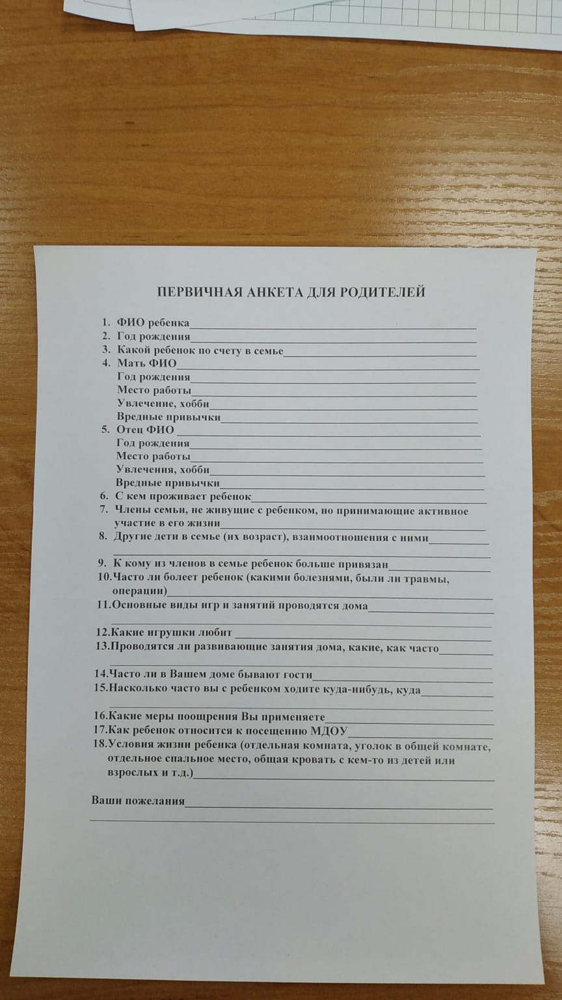 ПЕРВИЧНАЯ АНКЕТА ДЛЯ РОДИТЕЛЕЙ
1. ФИО ребенка
2. Год рождения
3. Какой ребенок по счету в семье
4. Мать ФИО
Год рождения
Место работы
Увлечение, хобби
Вредные привычки
5. Отец ФИО
Год рождения
Место работы
Увлечения, хобби
Вредные привычки
6. С кем проживает ребенок
7. Члены семьи, не живущие с ребенком, но принимающие активное
участие в его жизни
8. Другие дети в семье (их возраст), взаимоотношения с ними
9. К кому из членов в семье ребенок больше привязан
10.Часто ли болеет ребенок (какими болезнями, были ли травмы,
операции)
11.Основные виды игр и занятий проводятся дома
12.Какие игрушки любит
13.Проводятся ли развивающие занятия дома, какие, как часто
14.Часто ли в Вашем доме бывают гости
15.Насколько часто вы с ребенком ходите куда-нибудь, куда
16.Какие меры поощрения Вы применяете
17.Как ребенок относится к посещению МДОУ
18.Условия жизни ребенка (отдельная комната, уголок в общей комнате,
отдельное спальное место, общая кровать с кем-то из детей или
взрослых и т.д.)
Ваши пожелания